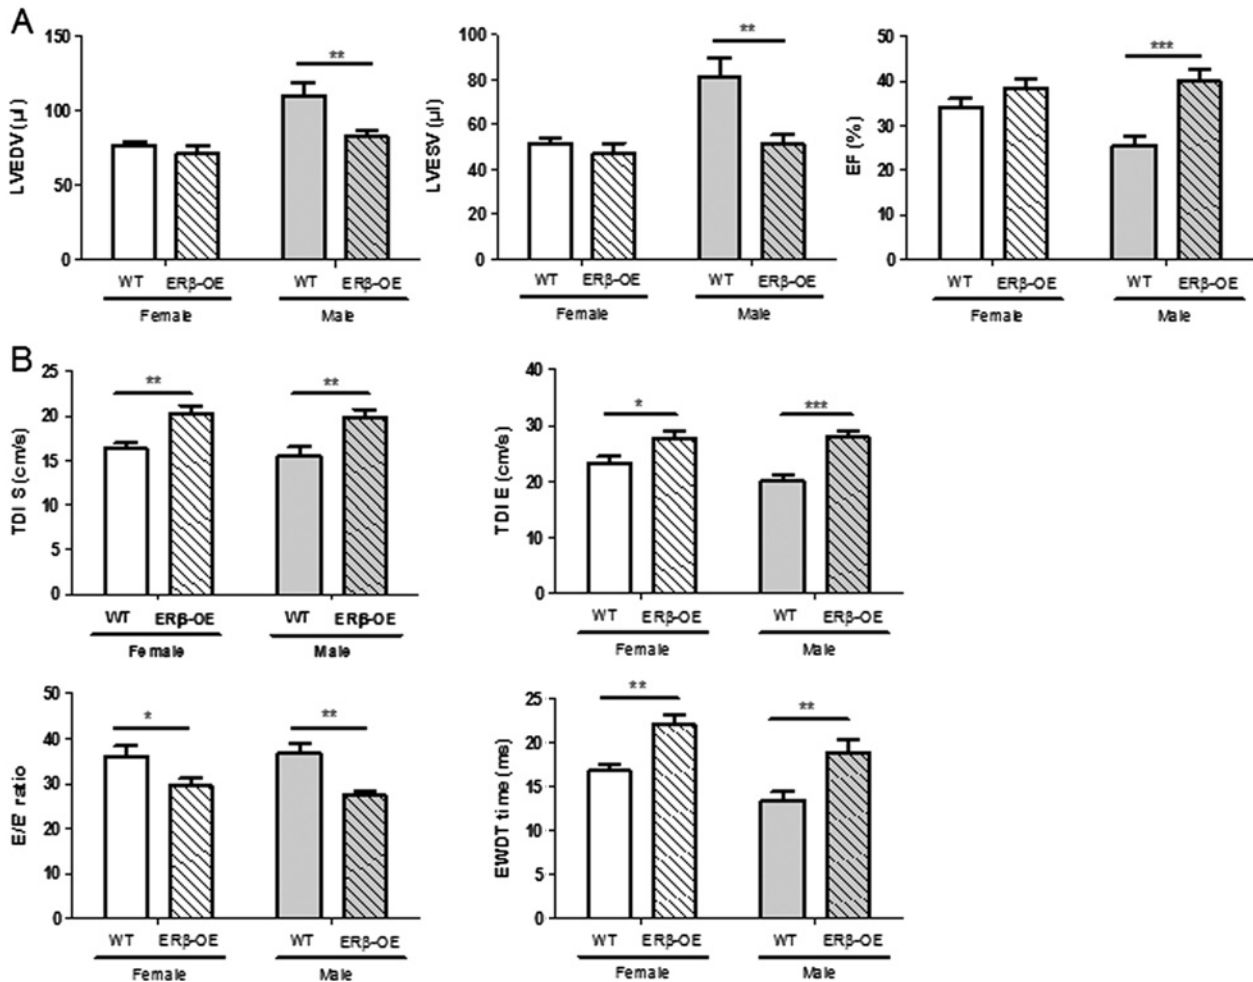 A
LVEDV (µl)
150
100
50
0
**
WT ERβ-OE WT ERβ-OE
Female Male
LVESV (µl)
100
80
60
40
20
0
**
WT ERβ-OE WT ERβ-OE
Female Male
EF (%)
50
40
30
20
10
0
***
WT ERβ-OE WT ERβ-OE
Female Male
B
TDI S (cm/s)
25
20
15
10
5
0
** **
WT ERβ-OE WT ERβ-OE
Female Male
TDI E (cm/s)
40
30
20
10
0
* ***
WT ERβ-OE WT ERβ-OE
Female Male
E/E' ratio
50
40
30
20
10
0
* **
WT ERβ-OE WT ERβ-OE
Female Male
EWDT time (ms)
25
20
15
10
5
0
** **
WT ERβ-OE WT ERβ-OE
Female Male